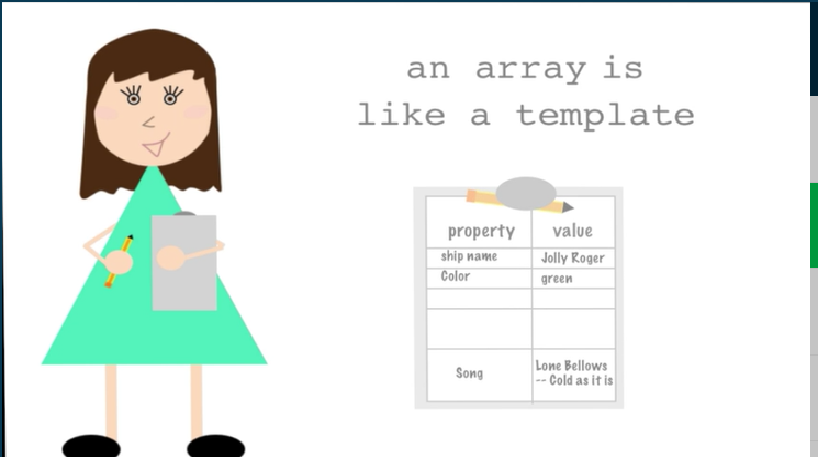 an array is
like a template
property value
ship name Jolly Roger
Color green
Song Lone Bellows
-- Cold as it is